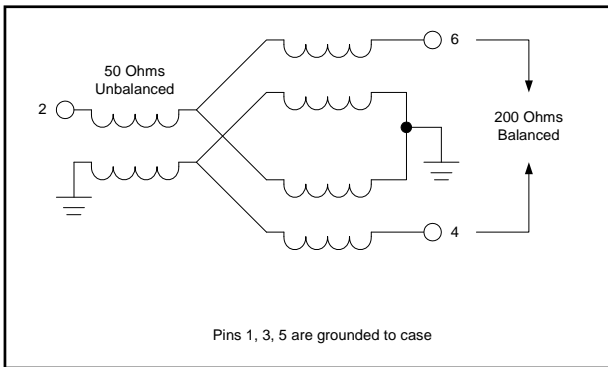 6
50 Ohms
Unbalanced
2
200 Ohms
Balanced
4
Pins 1, 3, 5 are grounded to case